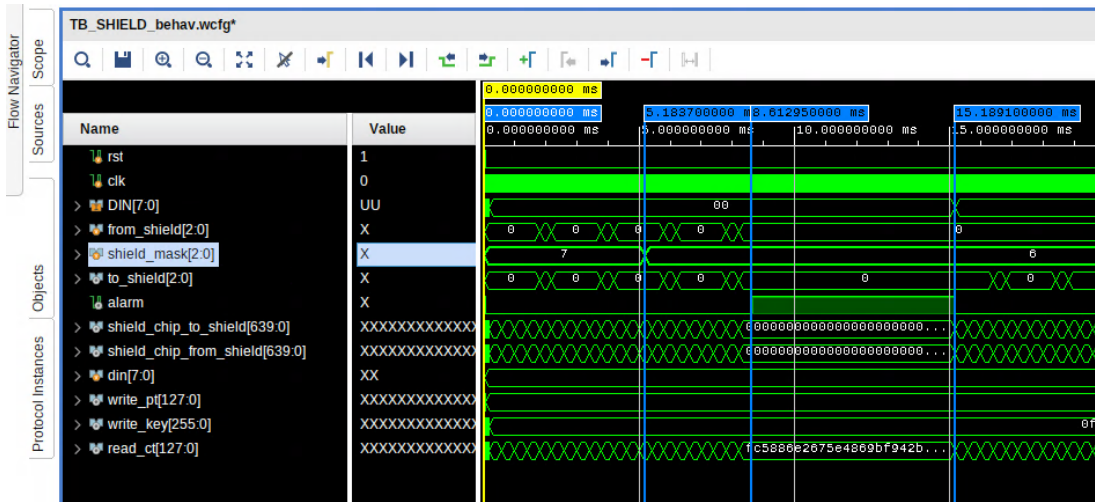 TB_SHIELD_behav.wcfg*
Flow Navigator
Scope
Sources
Objects
Protocol Instances
0.000000000 ms
0.000000000 ms 5.183700000 m 8.612950000 ms 15.189100000 ms
Name Value 0.000000000 ms 5.000000000 ms 10.000000000 ms 15.000000000 ms
rst 1
clk 0
DIN[7:0] UU 00
from_shield[2:0] X 0 0 0 0 0
shield_mask[2:0] X 7 6
to_shield[2:0] X 0 0 0 0 0 0
alarm X
shield_chip_to_shield[639:0] XXXXXXXXXXXXX 0000000000000000000000...
shield_chip_from_shield[639:0] XXXXXXXXXXXXX 0000000000000000000000...
din[7:0] XX
write_pt[127:0] XXXXXXXXXXXXX
write_key[255:0] XXXXXXXXXXXXX 0f
read_ct[127:0] XXXXXXXXXXXXX fc5886e2675e4869bf942b...